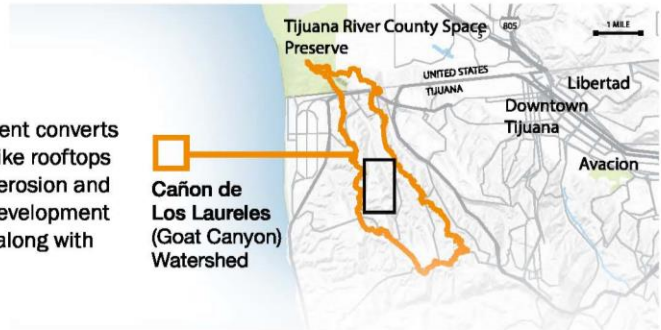 Tijuana River County Space
Preserve
5
805
1 MILE
UNITED STATES
TIJUANA
Libertad
Downtown
Tijuana
Avacion
ent converts
ike rooftops
erosion and
evelopment
along with
Cañon de
Los Laureles
(Goat Canyon)
Watershed